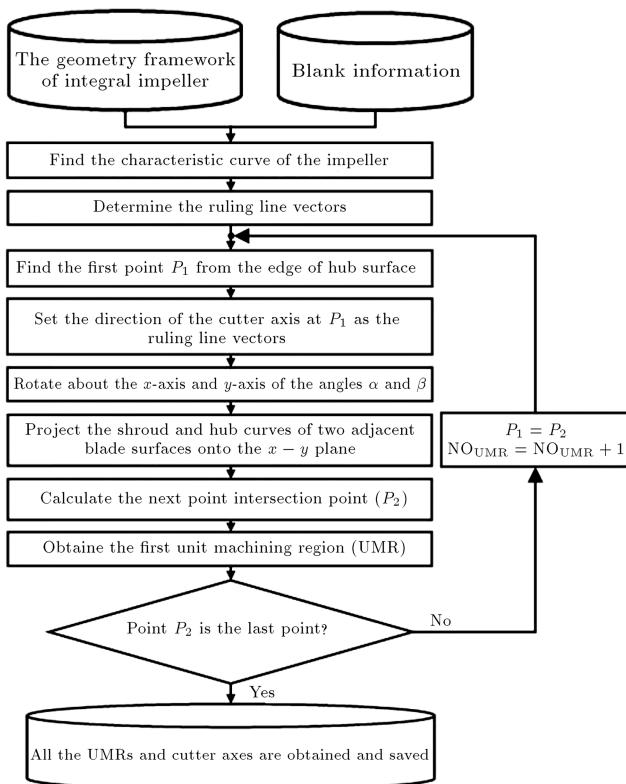 The geometry framework
of integral impeller
Blank information
Find the characteristic curve of the impeller
Determine the ruling line vectors
Find the first point P₁ from the edge of hub surface
Set the direction of the cutter axis at P₁ as the
ruling line vectors
Rotate about the x-axis and y-axis of the angles α and β
Project the shroud and hub curves of two adjacent
blade surfaces onto the x − y plane
P₁ = P₂
NO_UMR = NO_UMR + 1
Calculate the next point intersection point (P₂)
Obtaine the first unit machining region (UMR)
Point P₂ is the last point?
No
Yes
All the UMRs and cutter axes are obtained and saved